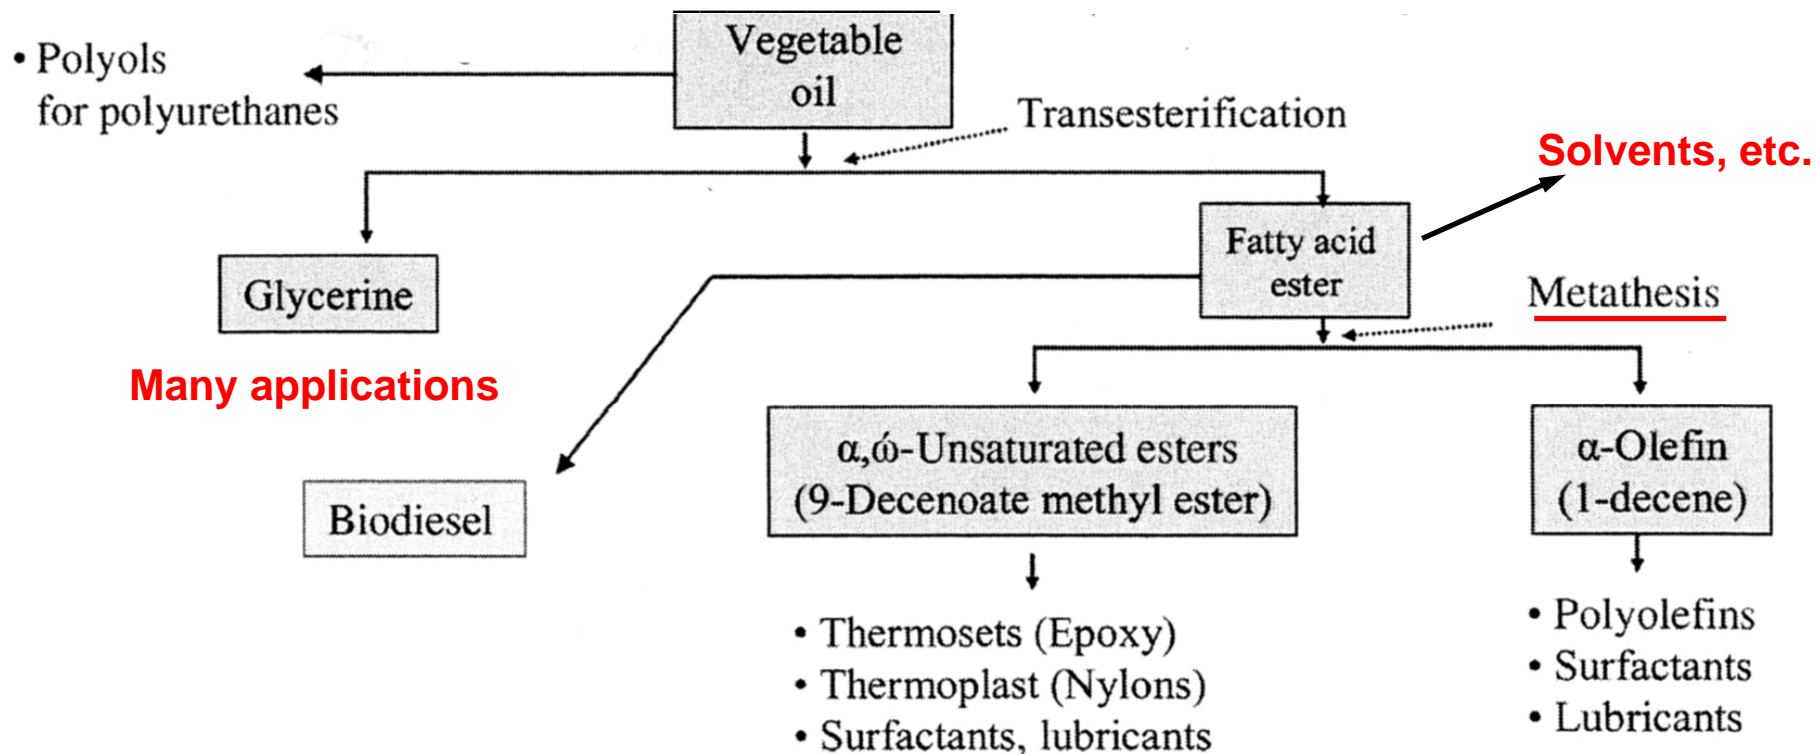 Vegetable
oil
• Polyols
for polyurethanes
Transesterification
Solvents, etc.
Fatty acid
ester
Glycerine
Metathesis
Many applications
α,ώ-Unsaturated esters
(9-Decenoate methyl ester)
α-Olefin
(1-decene)
Biodiesel
• Thermosets (Epoxy)
• Thermoplast (Nylons)
• Surfactants, lubricants
• Polyolefins
• Surfactants
• Lubricants